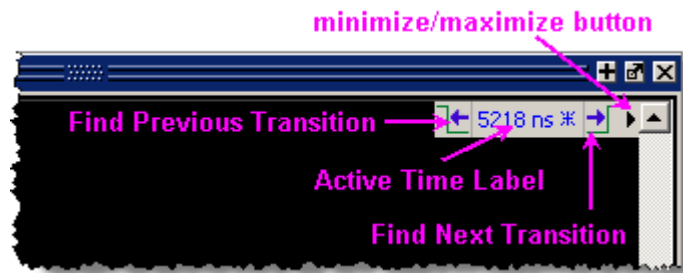 minimize/maximize button
Find Previous Transition
5218 ns
Active Time Label
Find Next Transition